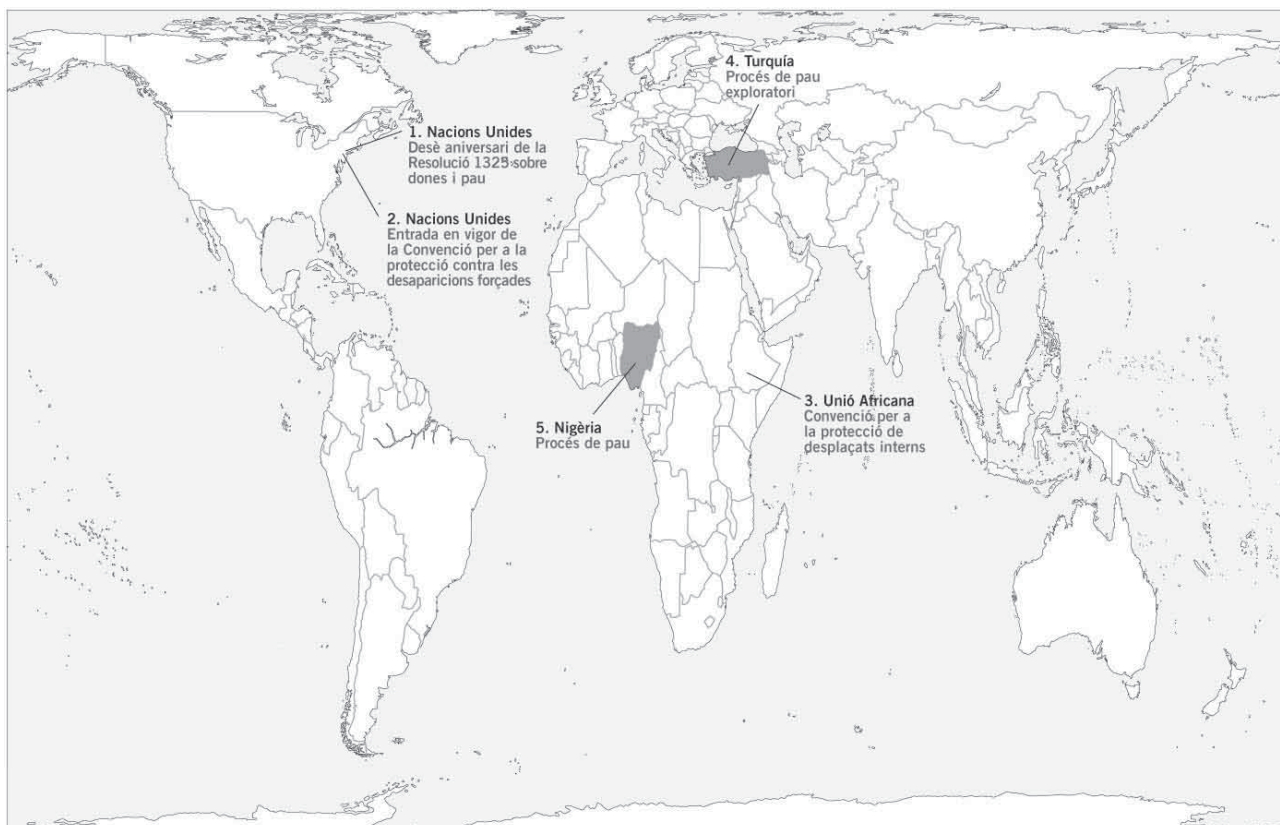 1. Nacions Unides
Desè aniversari de la
Resolució 1325 sobre
dones i pau
2. Nacions Unides
Entrada en vigor de
la Convenció per a la
protecció contra les
desaparicions forçades
3. Unió Africana
Convenció per a
la protecció de
desplaçats interns
4. Turquía
Procés de pau
exploratori
5. Nigèria
Procés de pau